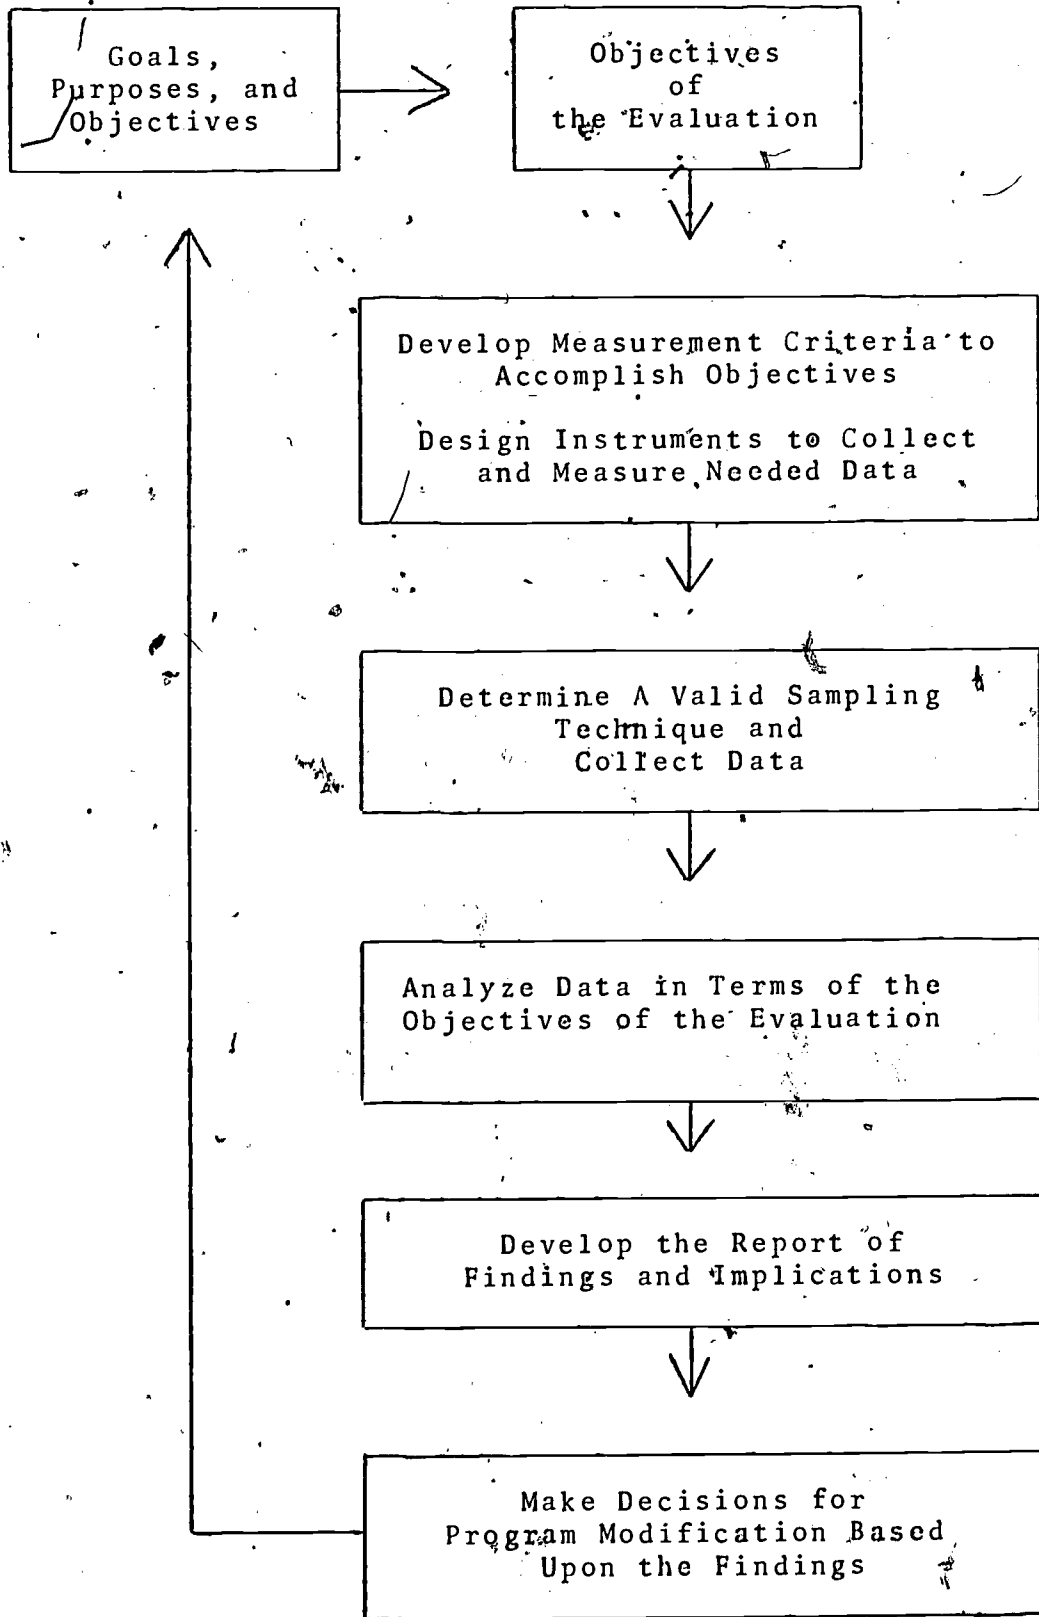 Goals,
Purposes, and
Objectives
Objectives
of
the Evaluation
Develop Measurement Criteria to
Accomplish Objectives
Design Instruments to Collect
and Measure Needed Data
Determine A Valid Sampling
Technique and
Collect Data
Analyze Data in Terms of the
Objectives of the Evaluation
Develop the Report of
Findings and Implications
Make Decisions for
Program Modification Based
Upon the Findings